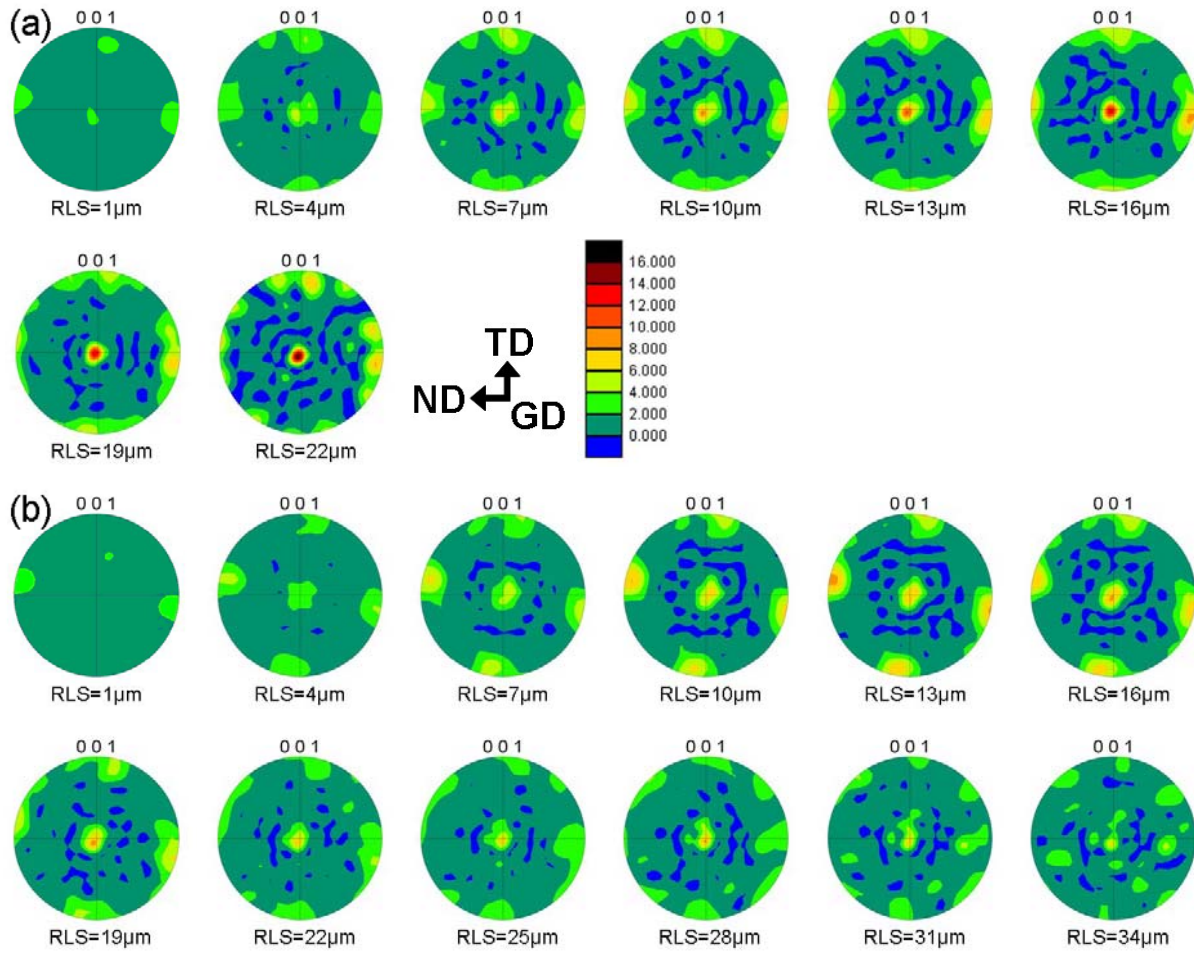 (a)
0 0 1 0 0 1 0 0 1 0 0 1 0 0 1 0 0 1
RLS=1μm RLS=4μm RLS=7μm RLS=10μm RLS=13μm RLS=16μm
0 0 1 0 0 1
RLS=19μm RLS=22μm
TD
ND
GD
16.000
14.000
12.000
10.000
8.000
6.000
4.000
2.000
0.000
(b)
0 0 1 0 0 1 0 0 1 0 0 1 0 0 1 0 0 1
RLS=1μm RLS=4μm RLS=7μm RLS=10μm RLS=13μm RLS=16μm
0 0 1 0 0 1 0 0 1 0 0 1 0 0 1 0 0 1
RLS=19μm RLS=22μm RLS=25μm RLS=28μm RLS=31μm RLS=34μm